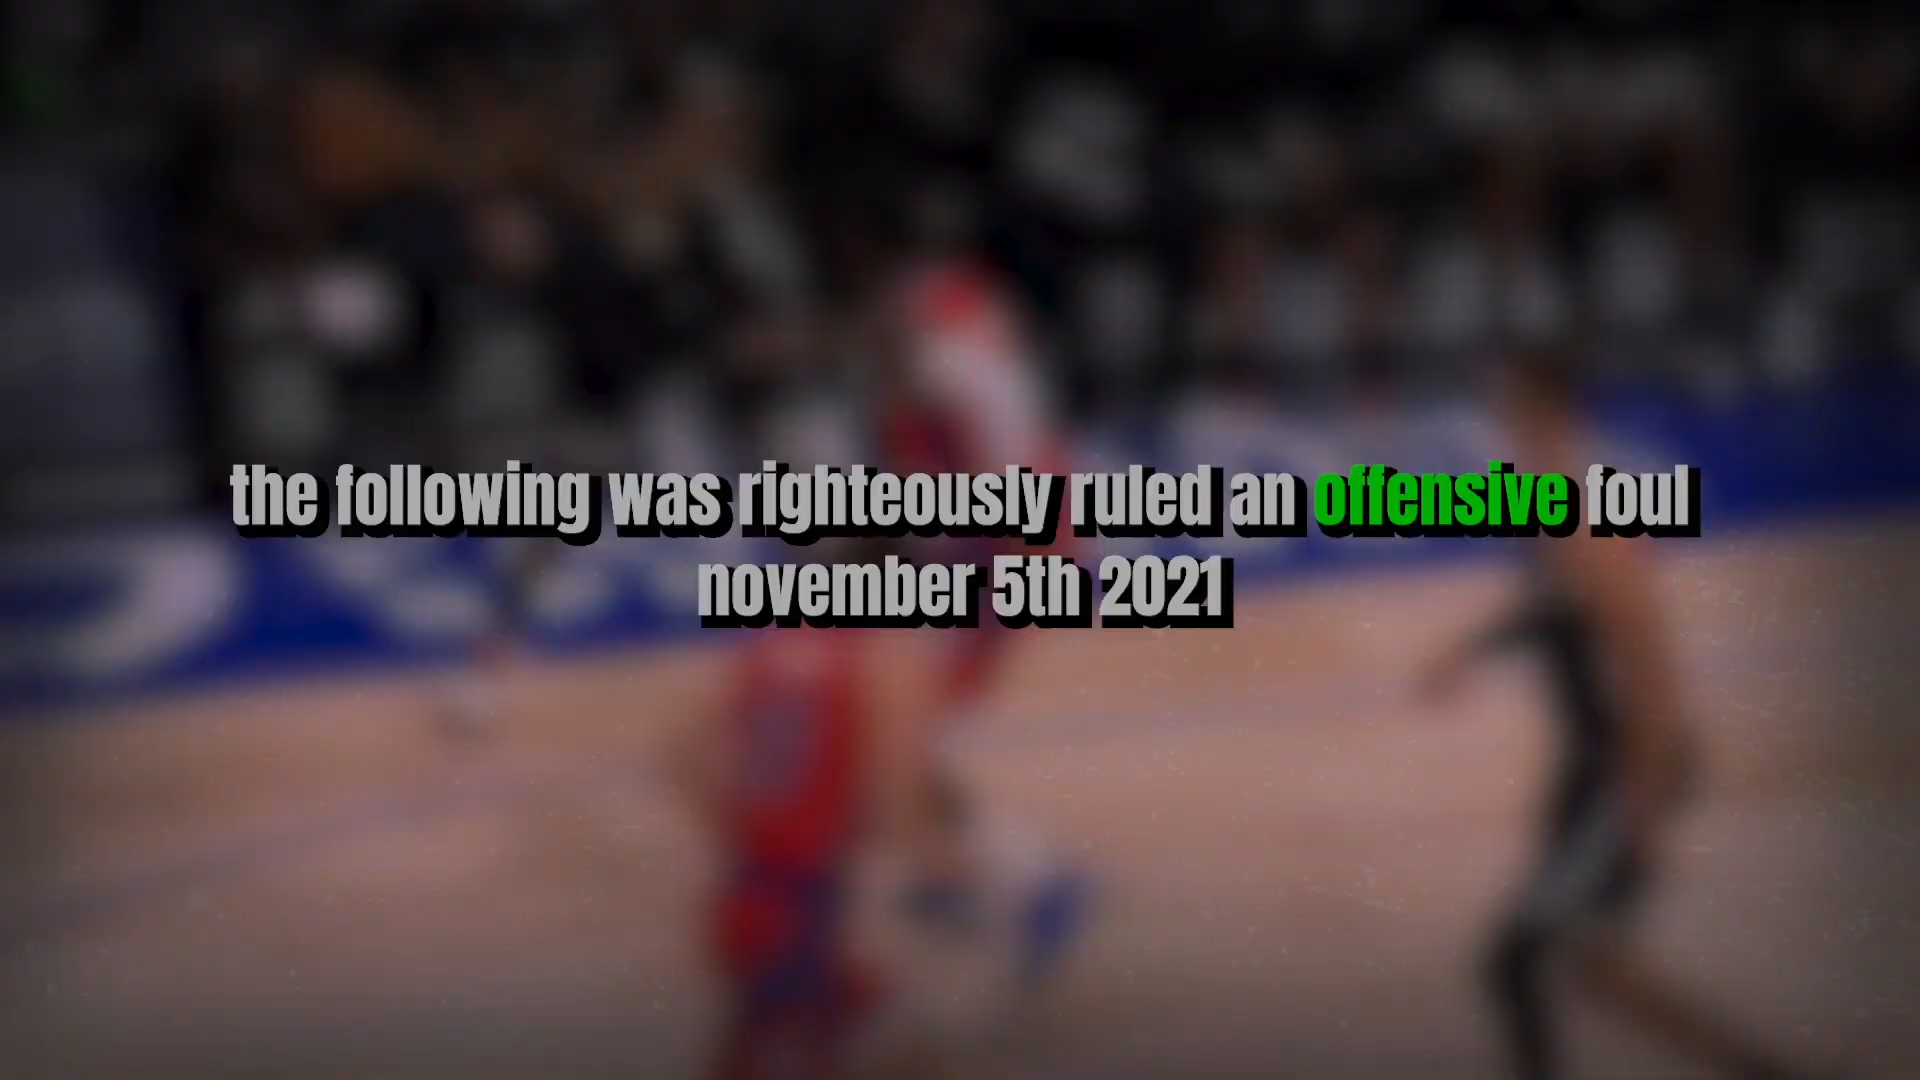 the following was righteously ruled an offensive foul
november 5th 2021